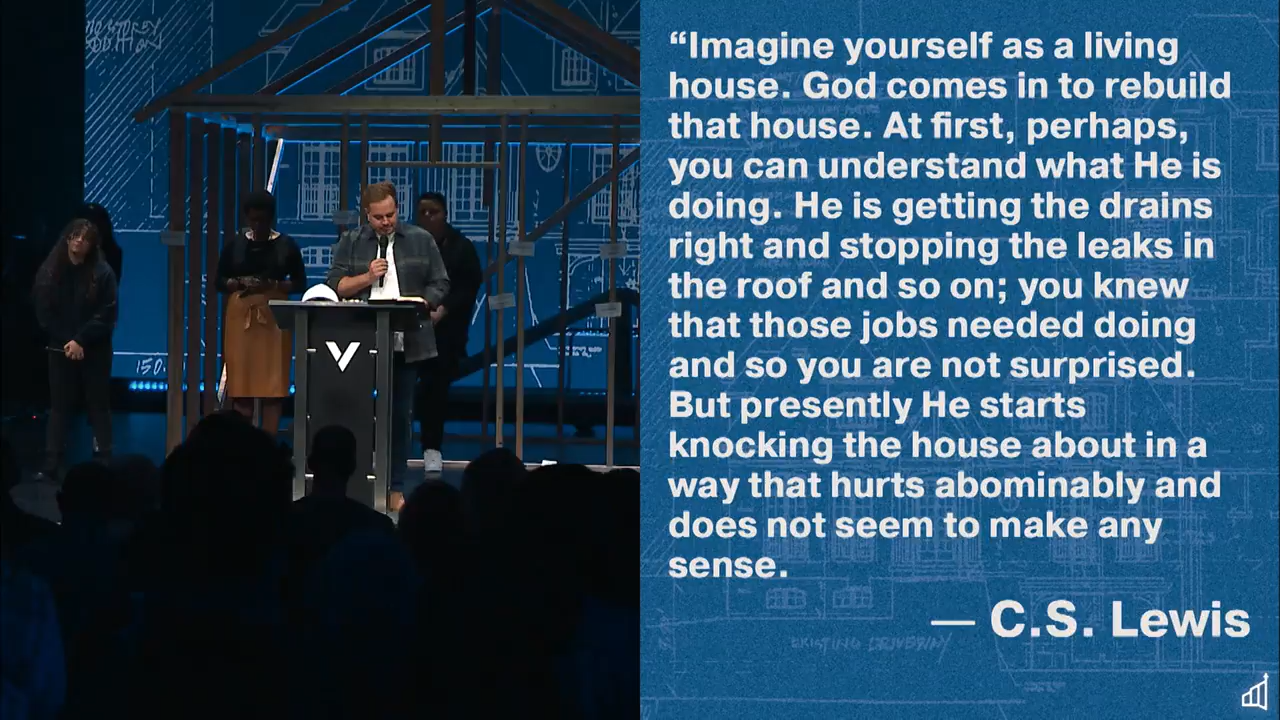 “Imagine yourself as a living
house. God comes in to rebuild
that house. At first, perhaps,
you can understand what He is
doing. He is getting the drains
right and stopping the leaks in
the roof and so on; you knew
that those jobs needed doing
and so you are not surprised.
But presently He starts
knocking the house about in a
way that hurts abominably and
does not seem to make any
sense.
— C.S. Lewis
EXISTING DRIVEWAY
150.